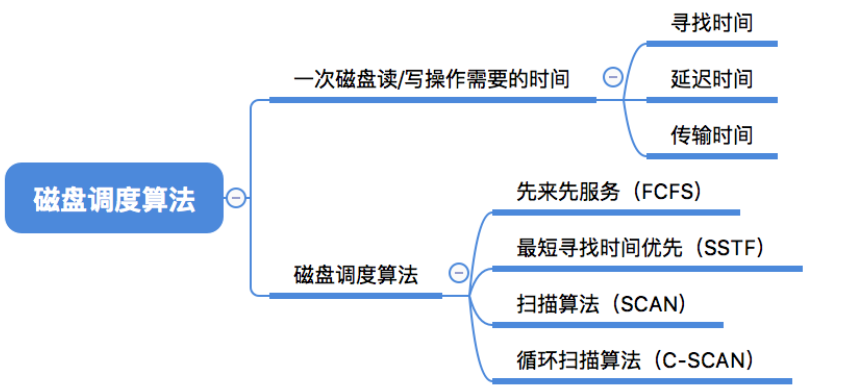 磁盘调度算法
一次磁盘读/写操作需要的时间
寻找时间
延迟时间
传输时间
磁盘调度算法
先来先服务（FCFS）
最短寻找时间优先（SSTF）
扫描算法（SCAN）
循环扫描算法（C-SCAN）